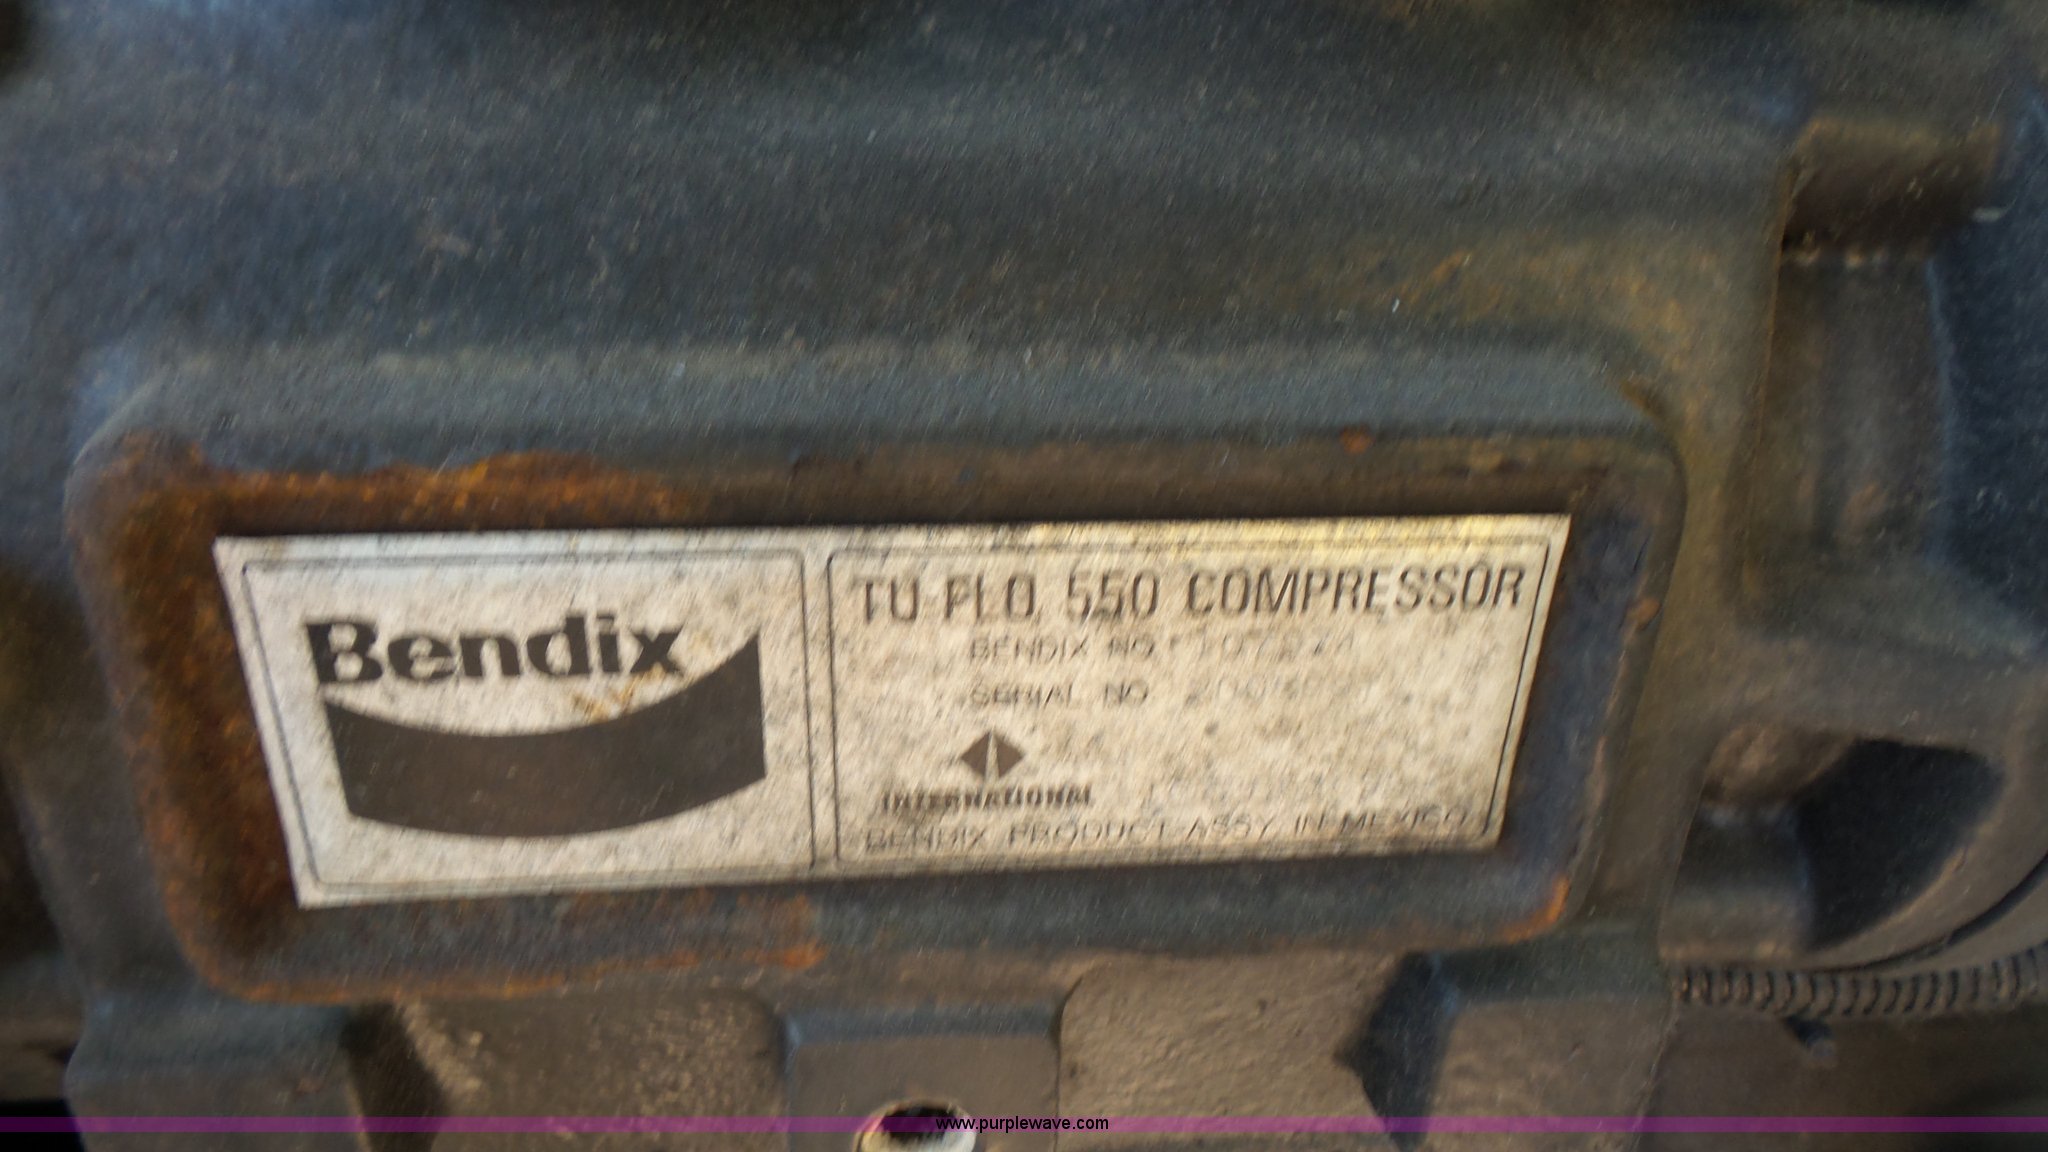 Bendix
TU-FLO 550 COMPRESSOR
BENDIX NO.
SERIAL NO.
INTERNATIONAL
BENDIX PRODUCT-ASSY IN MEXICO
www.purplewave.com